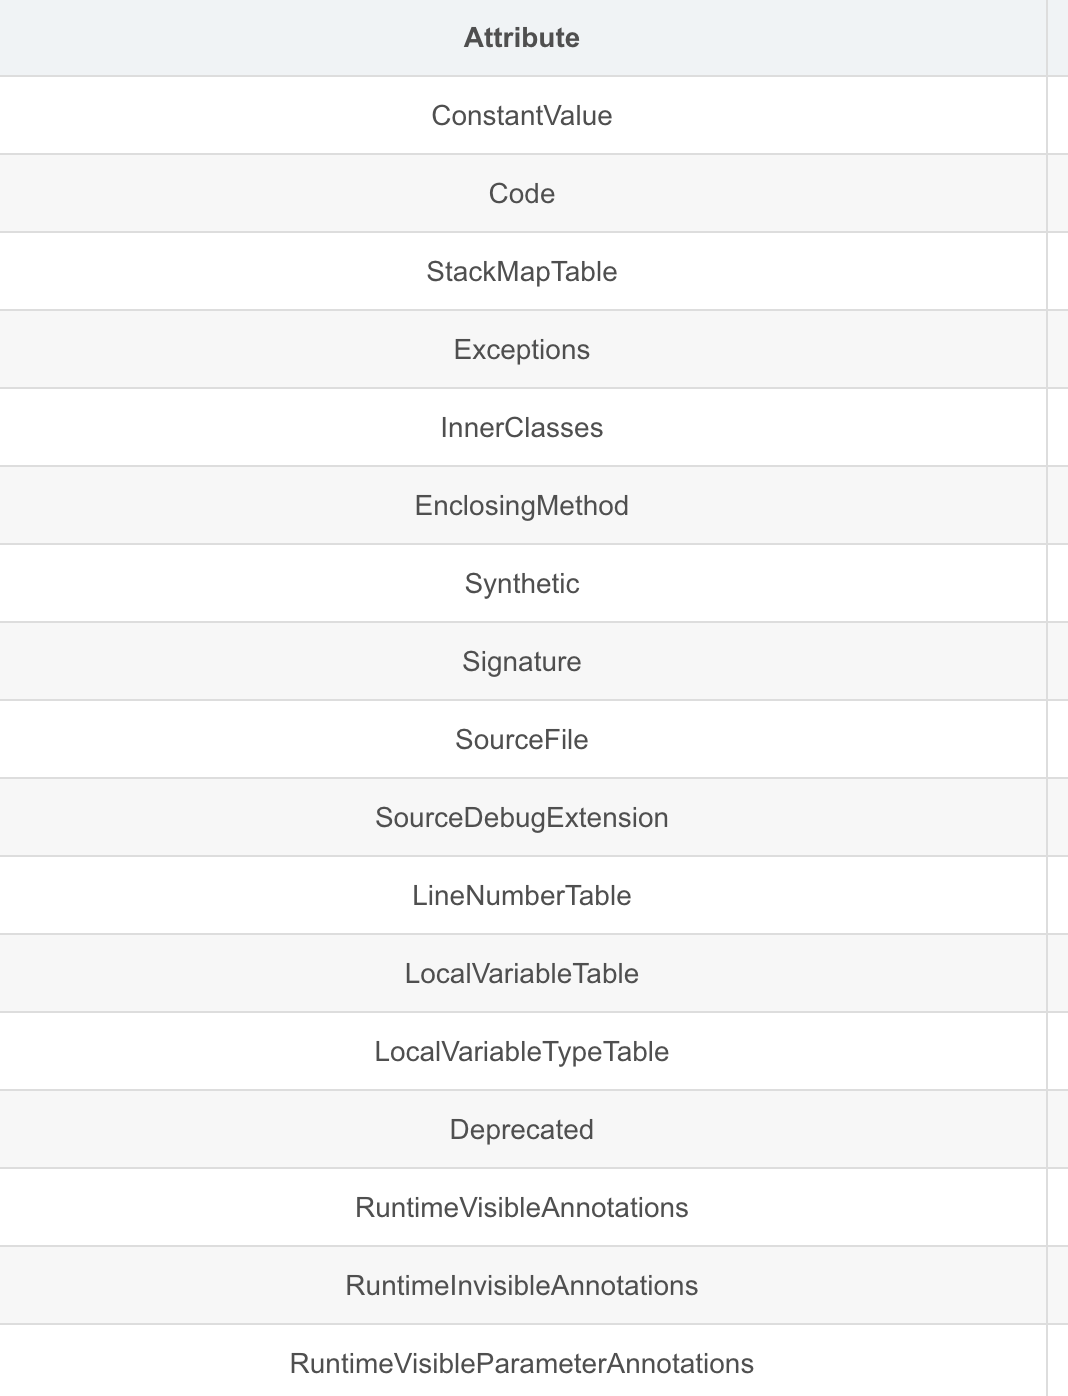 Attribute
ConstantValue
Code
StackMapTable
Exceptions
InnerClasses
EnclosingMethod
Synthetic
Signature
SourceFile
SourceDebugExtension
LineNumberTable
LocalVariableTable
LocalVariableTypeTable
Deprecated
RuntimeVisibleAnnotations
RuntimeInvisibleAnnotations
RuntimeVisibleParameterAnnotations